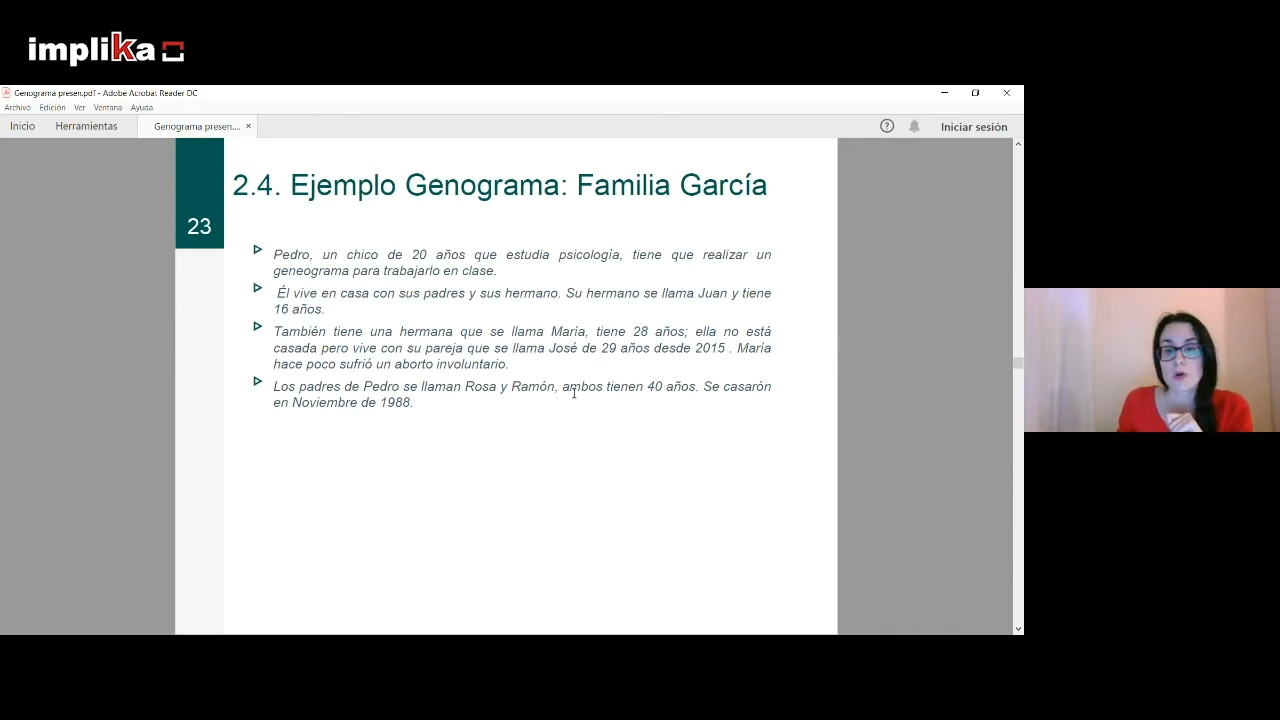 implika
Genograma presen.pdf - Adobe Acrobat Reader DC
Archivo Edición Ver Ventana Ayuda
Inicio Herramientas Genograma presen.... × ? Iniciar sesión
2.4. Ejemplo Genograma: Familia García
23
Pedro, un chico de 20 años que estudia psicología, tiene que realizar un
geneograma para trabajarlo en clase.
Él vive en casa con sus padres y sus hermano. Su hermano se llama Juan y tiene
16 años.
También tiene una hermana que se llama María, tiene 28 años; ella no está
casada pero vive con su pareja que se llama José de 29 años desde 2015 . María
hace poco sufrió un aborto involuntario.
Los padres de Pedro se llaman Rosa y Ramón, ambos tienen 40 años. Se casarón
en Noviembre de 1988.